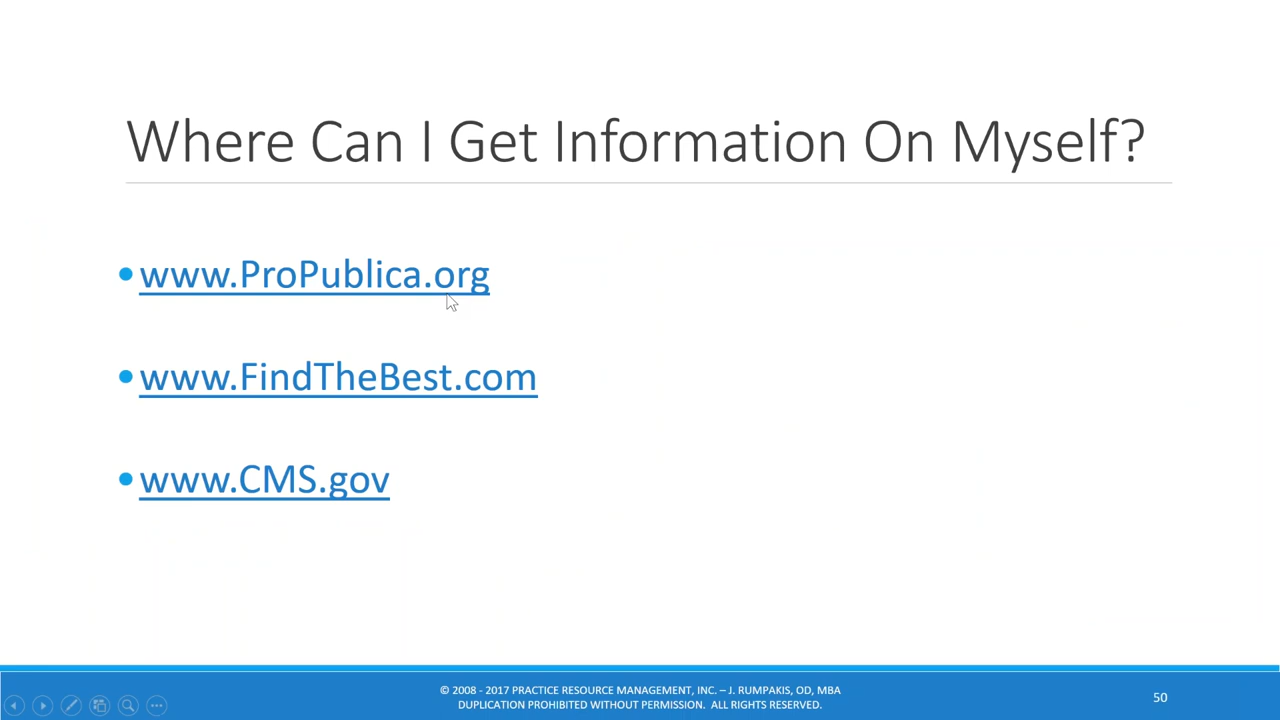 Where Can I Get Information On Myself?
•www.ProPublica.org
•www.FindTheBest.com
•www.CMS.gov
© 2008 - 2017 PRACTICE RESOURCE MANAGEMENT, INC. – J. RUMPAKIS, OD, MBA
DUPLICATION PROHIBITED WITHOUT PERMISSION. ALL RIGHTS RESERVED.
50